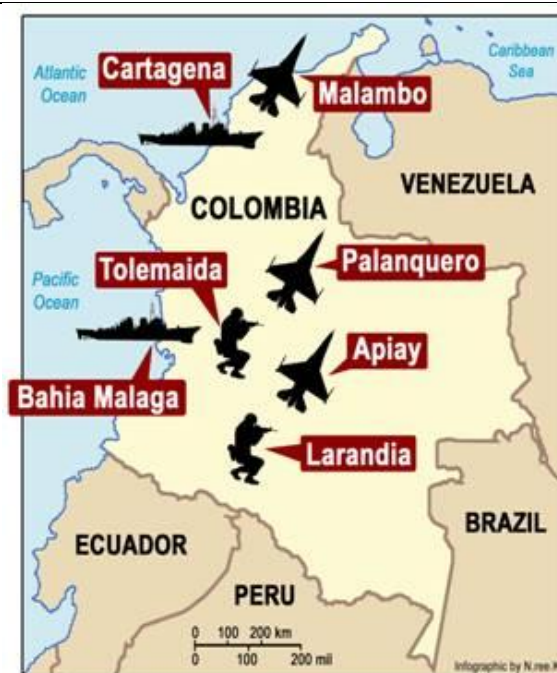 Caribbean
Sea
Atlantic
Ocean
Cartagena
Malambo
VENEZUELA
COLOMBIA
Palanquero
Tolemaida
Pacific
Ocean
Apiay
Bahia Malaga
Larandia
BRAZIL
ECUADOR
PERU
0 100 200 km
0 100 200 mil
Infographic by N.ree.K